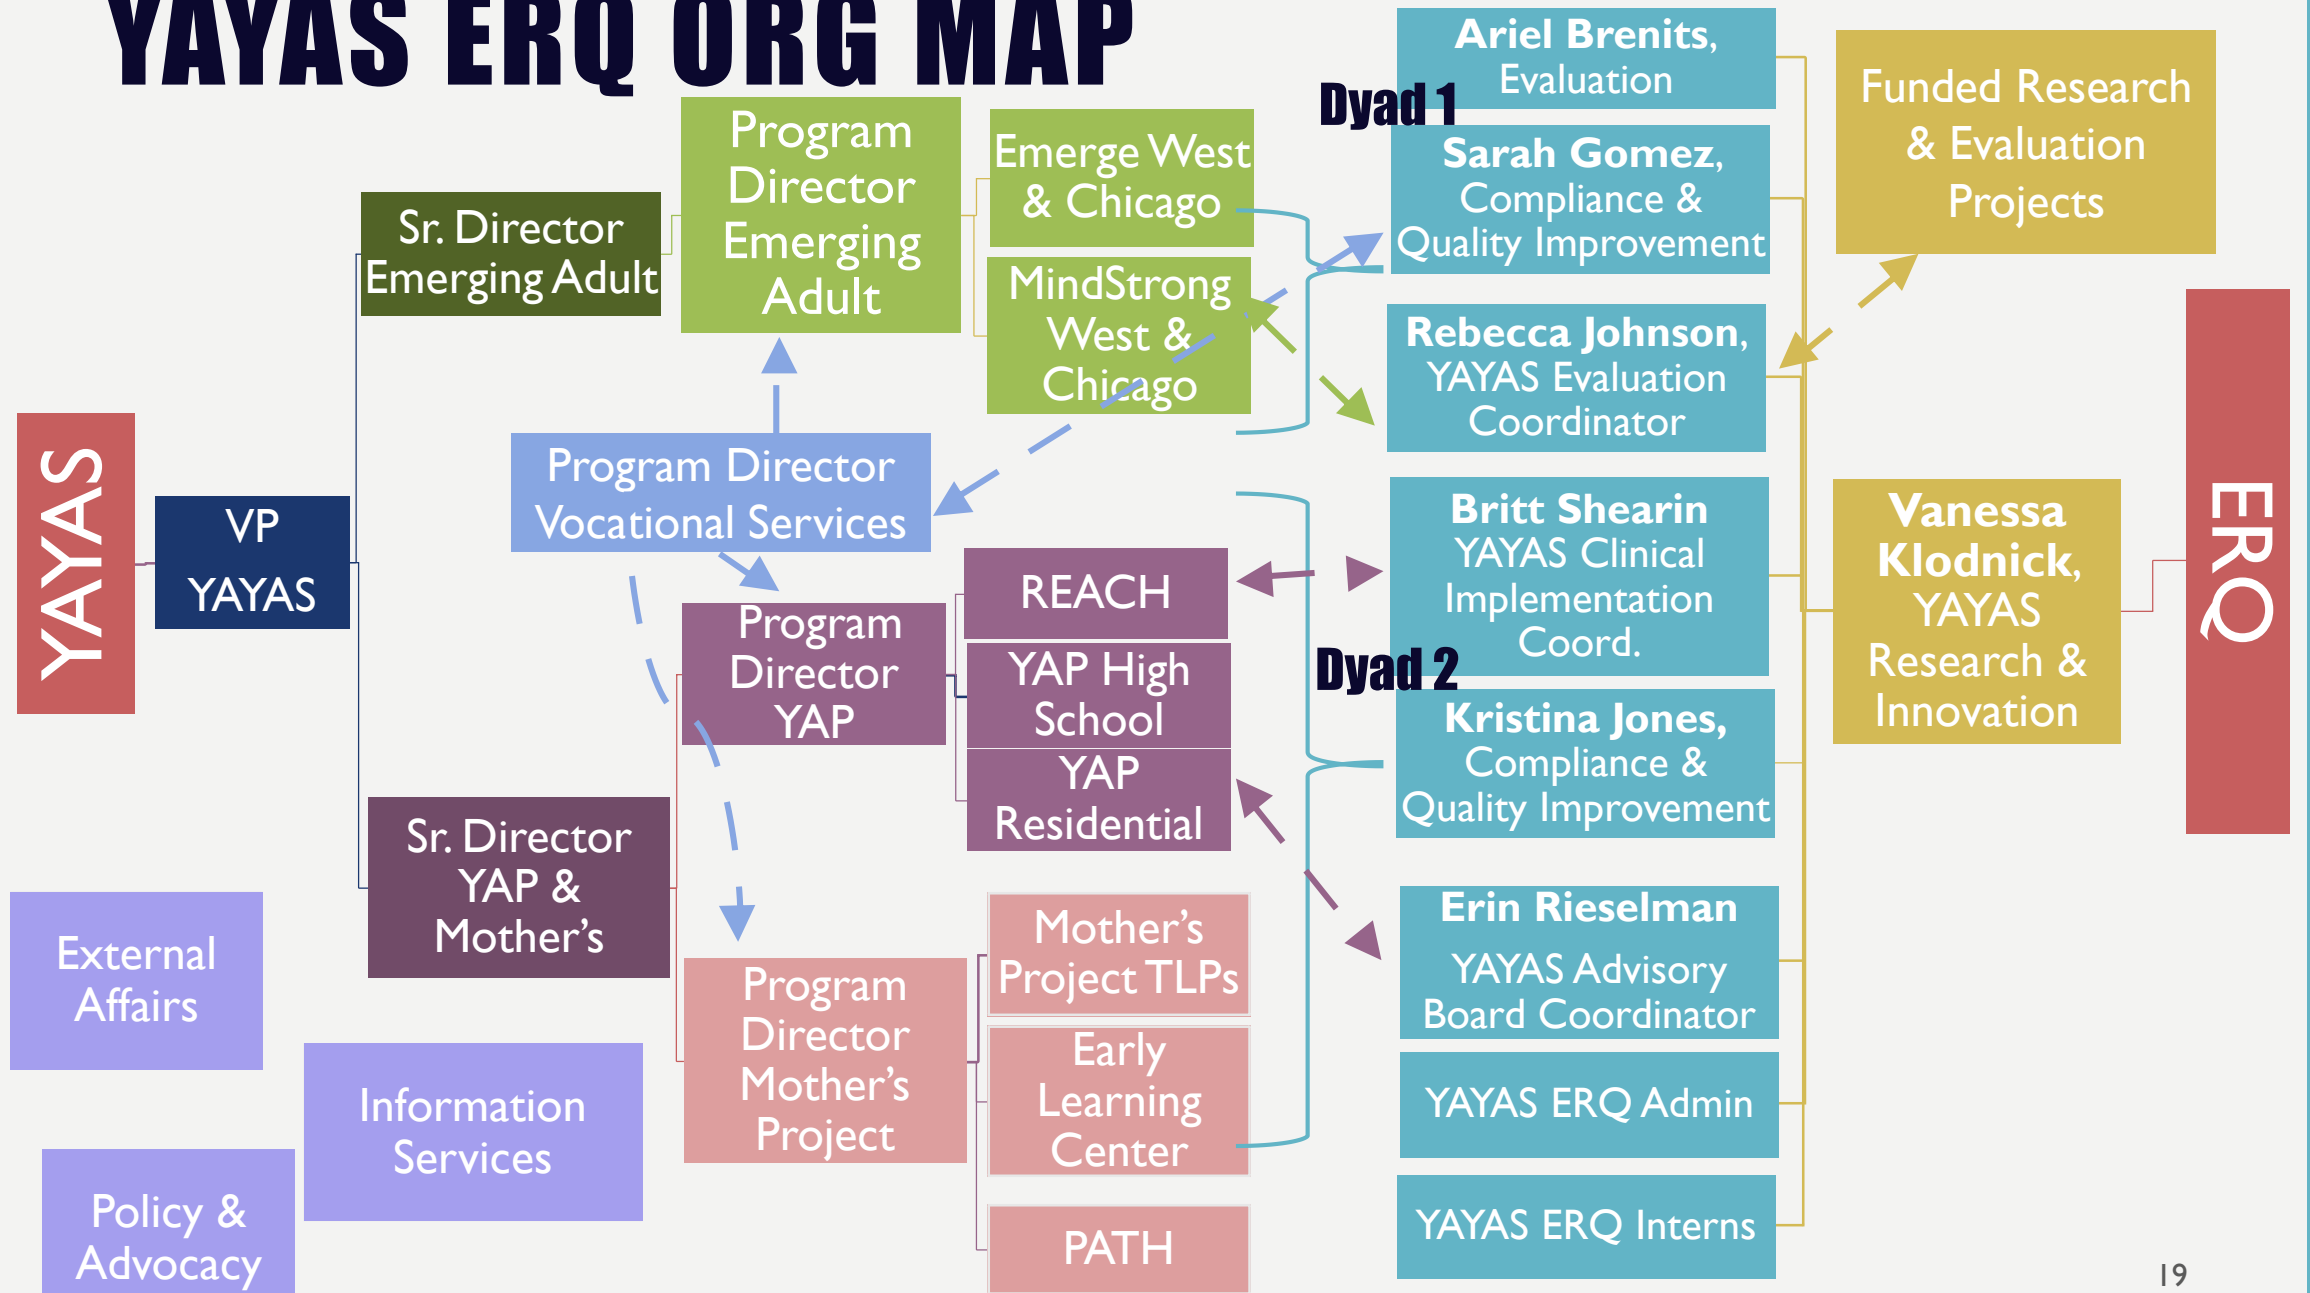 YAYAS ERQ ORG MAP
YAYAS
VP
YAYAS
Sr. Director
Emerging Adult
Program
Director
Emerging
Adult
Emerge West
& Chicago
MindStrong
West &
Chicago
Program Director
Vocational Services
Sr. Director
YAP &
Mother's
Program
Director
YAP
REACH
YAP High
School
YAP
Residential
Program
Director
Mother's
Project
Mother's
Project TLPs
Early
Learning
Center
PATH
External
Affairs
Information
Services
Policy &
Advocacy
Dyad 1
Ariel Brenits,
Evaluation
Sarah Gomez,
Compliance &
Quality Improvement
Rebecca Johnson,
YAYAS Evaluation
Coordinator
Dyad 2
Britt Shearin
YAYAS Clinical
Implementation
Coord.
Kristina Jones,
Compliance &
Quality Improvement
Erin Rieselman
YAYAS Advisory
Board Coordinator
YAYAS ERQ Admin
YAYAS ERQ Interns
Funded Research
& Evaluation
Projects
Vanessa
Klodnick,
YAYAS
Research &
Innovation
ERQ
19